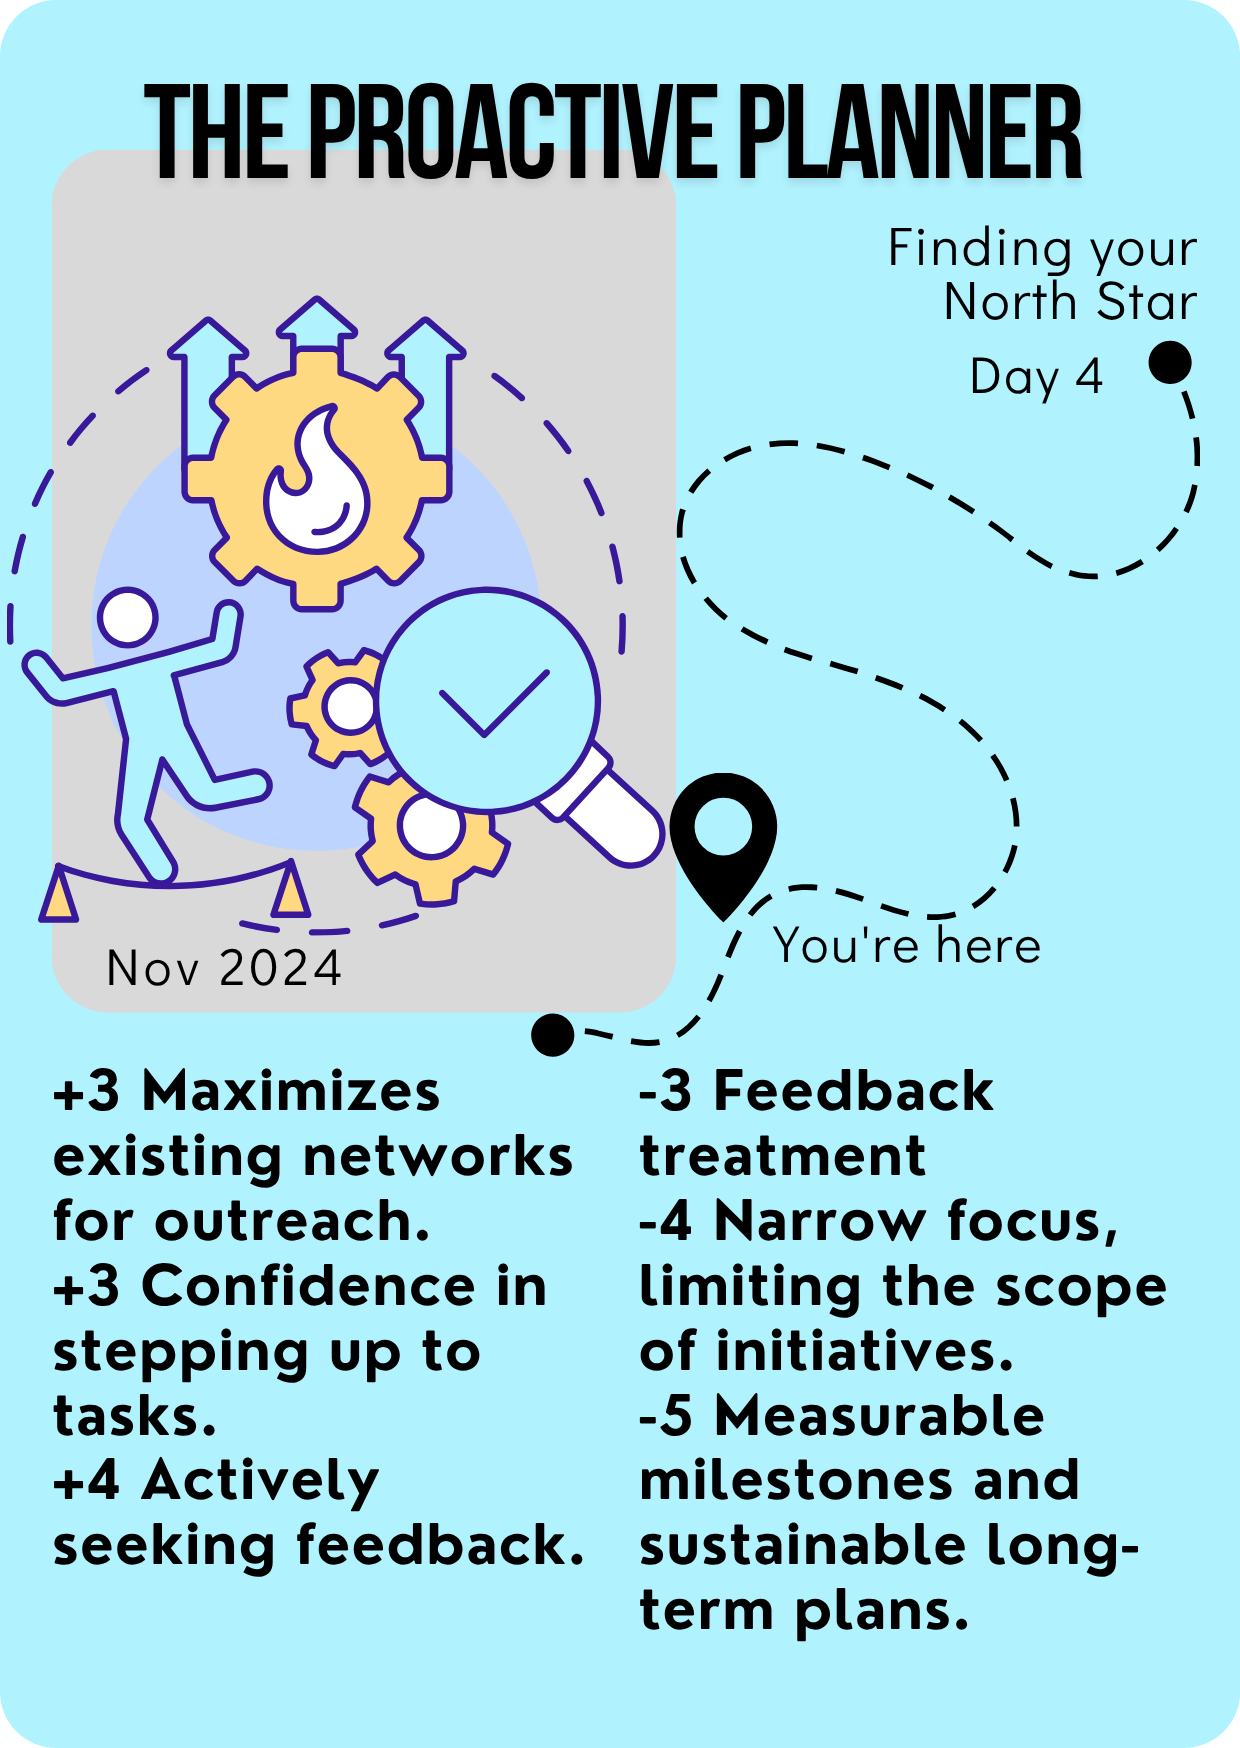 THE PROACTIVE PLANNER
Finding your
North Star
Day 4
You're here
Nov 2024
+3 Maximizes
existing networks
for outreach.
+3 Confidence in
stepping up to
tasks.
+4 Actively
seeking feedback.
-3 Feedback
treatment
-4 Narrow focus,
limiting the scope
of initiatives.
-5 Measurable
milestones and
sustainable long-
term plans.